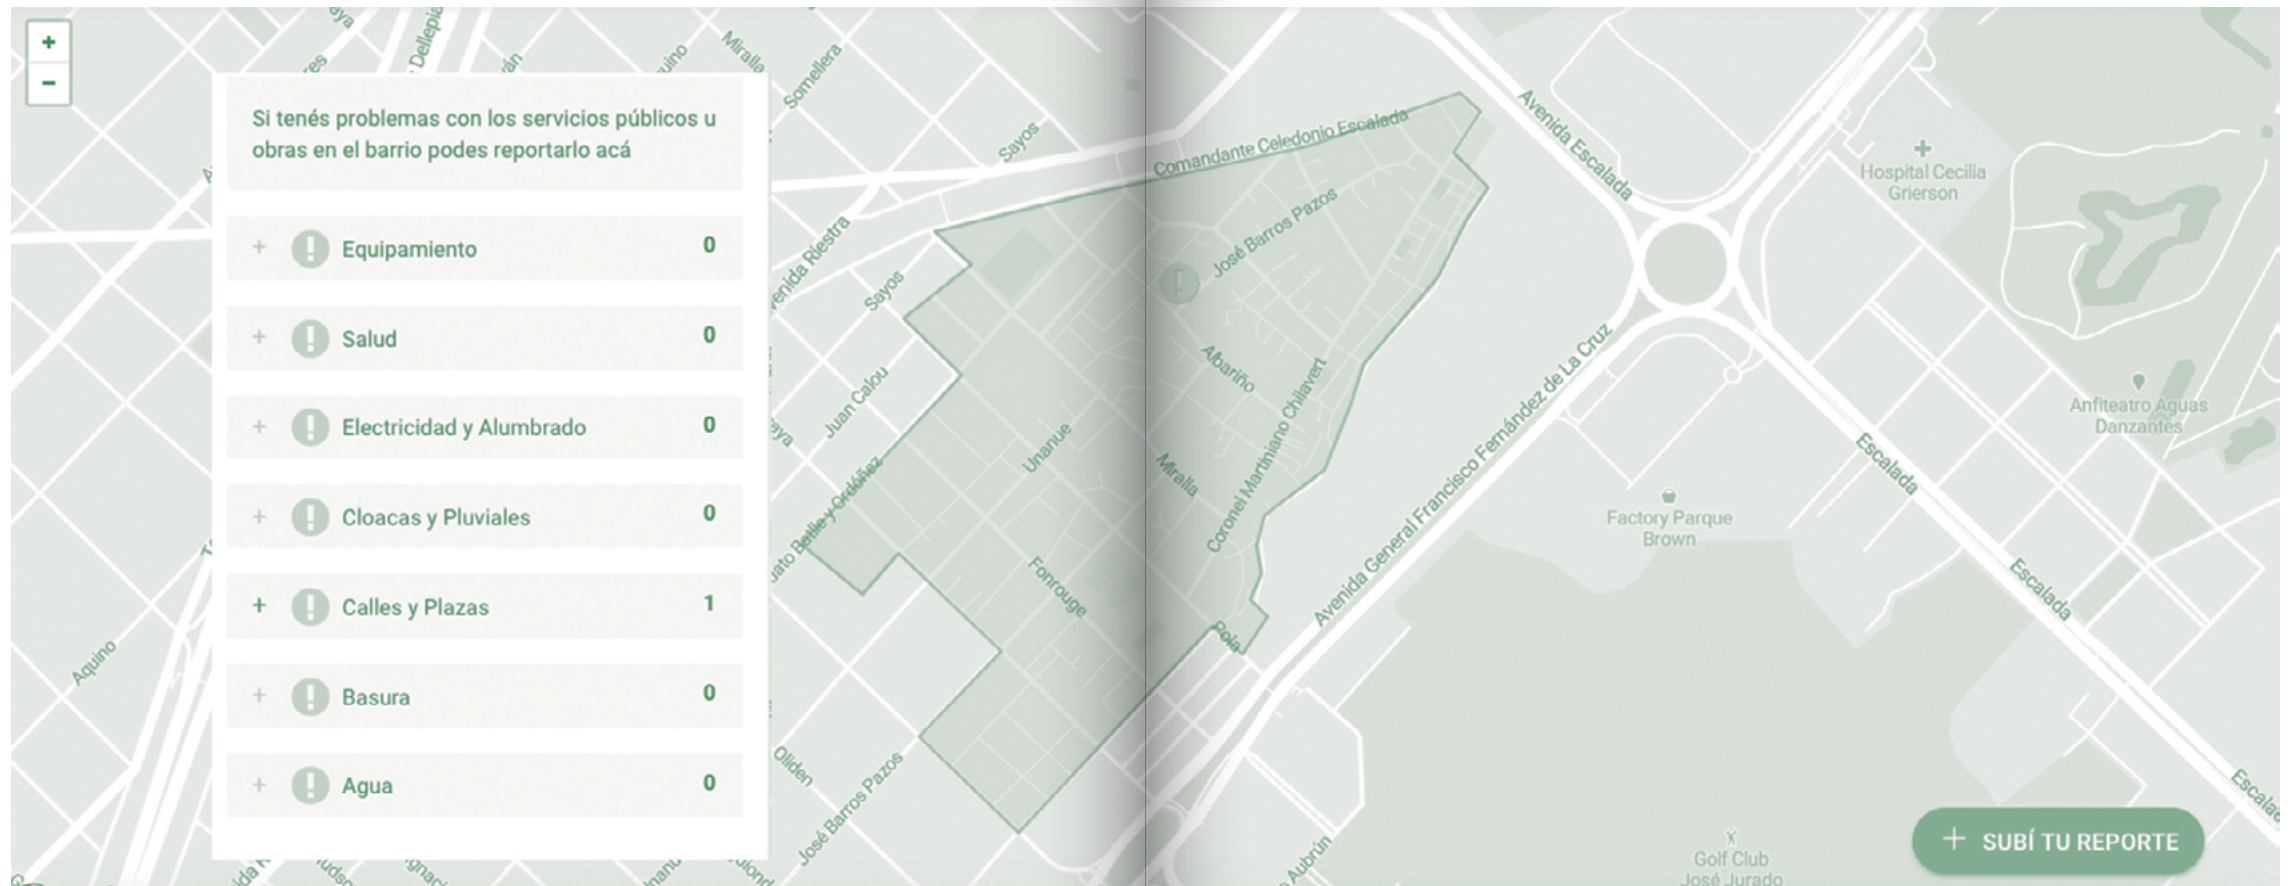 +
−
Si tenés problemas con los servicios públicos u
obras en el barrio podes reportarlo acá
+ ! Equipamiento 0
+ ! Salud 0
+ ! Electricidad y Alumbrado 0
+ ! Cloacas y Pluviales 0
+ ! Calles y Plazas 1
+ ! Basura 0
+ ! Agua 0
Miralla
Somellera
Sayos
Comandante Celedonio Escalada
Avenida Escalada
Hospital Cecilia
Grierson
José Barros Pazos
Sayos
Albariño
Juan Calou
Unanue
Miralla
Coronel Martiniano Chilavert
Avenida General Francisco Fernández de La Cruz
Anfiteatro Aguas
Danzantes
Escalada
Factory Parque
Brown
Fonrouge
Escalada
Pola
Aquino
Oliden
José Barros Pazos
Golf Club
José Jurado
+ SUBÍ TU REPORTE